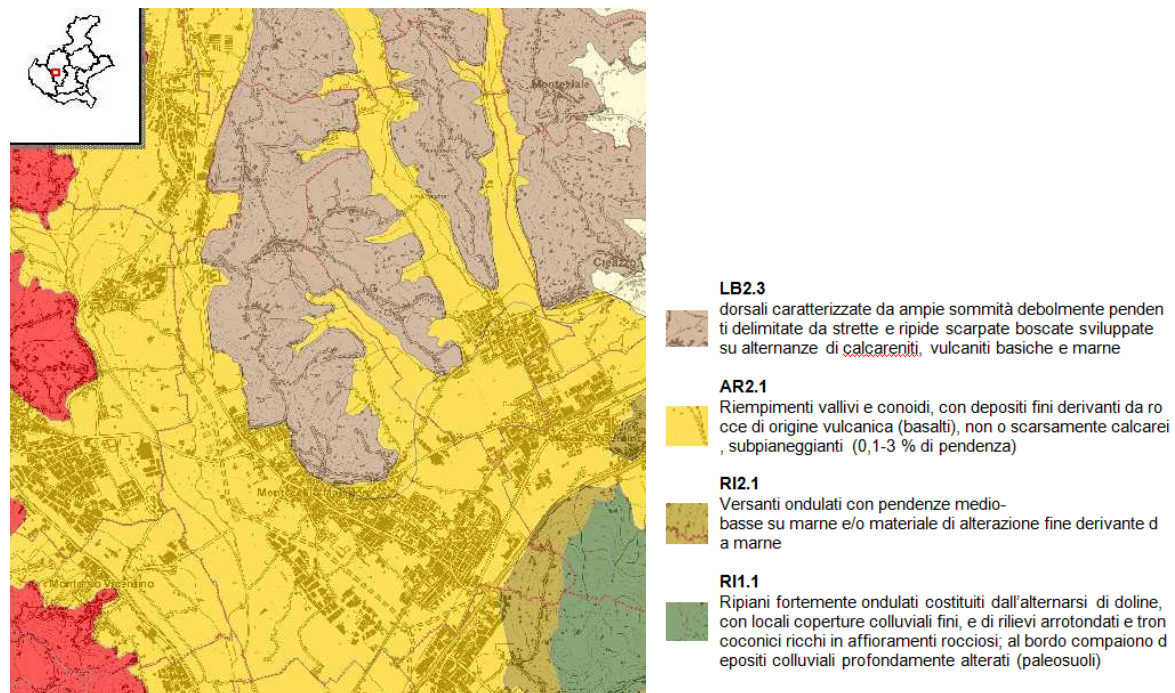 Monteviale
Creazzo
Montecchio Maggiore
Montorso Vicentino
LB2.3
dorsali caratterizzate da ampie sommità debolmente penden
ti delimitate da strette e ripide scarpate boscate sviluppate
su alternanze di calcareniti, vulcaniti basiche e marne
AR2.1
Riempimenti vallivi e conoidi, con depositi fini derivanti da ro
cce di origine vulcanica (basalti), non o scarsamente calcarei
, subpianeggianti (0,1-3 % di pendenza)
RI2.1
Versanti ondulati con pendenze medio-
basse su marne e/o materiale di alterazione fine derivante d
a marne
RI1.1
Ripiani fortemente ondulati costituiti dall'alternarsi di doline,
con locali coperture colluviali fini, e di rilievi arrotondati e tron
coconici ricchi in affioramenti rocciosi; al bordo compaiono d
epositi colluviali profondamente alterati (paleosuoli)